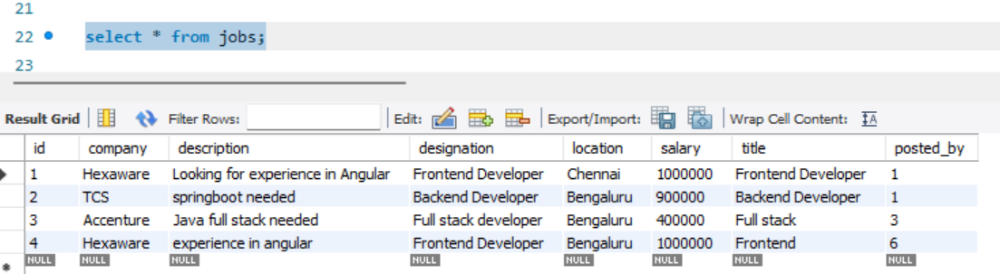 21
22 select * from jobs;
23
Result Grid Filter Rows: Edit: Export/Import: Wrap Cell Content: IA
id company description designation location salary title posted_by
1 Hexaware Looking for experience in Angular Frontend Developer Chennai 1000000 Frontend Developer 1
2 TCS springboot needed Backend Developer Bengaluru 900000 Backend Developer 1
3 Accenture Java full stack needed Full stack developer Bengaluru 400000 Full stack 3
4 Hexaware experience in angular Frontend Developer Bengaluru 1000000 Frontend 6
NULL NULL NULL NULL NULL NULL NULL NULL